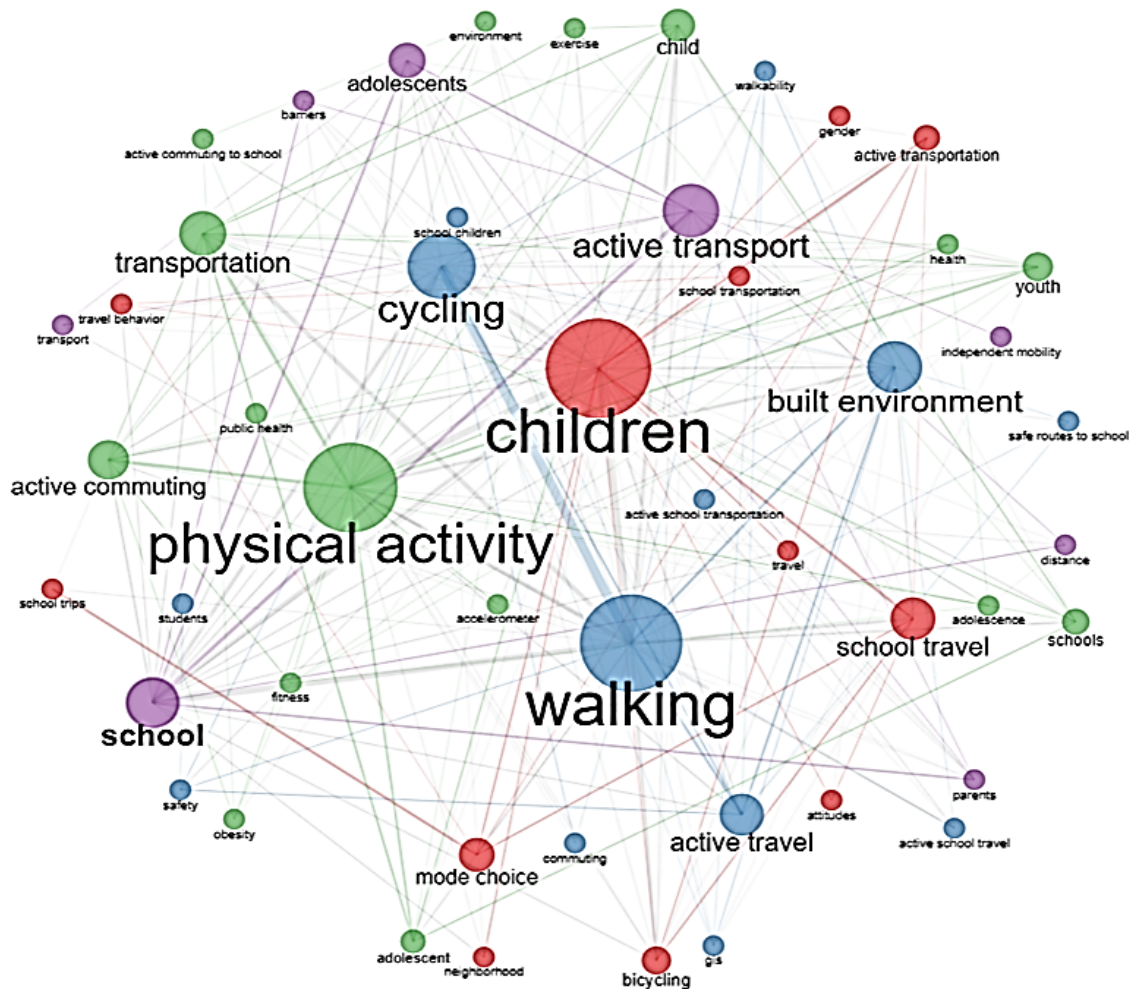 environment
exercise
child
adolescents
walkability
barriers
gender
active commuting to school
active transportation
school children
active transport
transportation
health
cycling
school transportation
youth
travel behavior
transport
independent mobility
built environment
public health
children
safe routes to school
active commuting
active school transportation
physical activity
travel
distance
school trips
students
accelerometer
adolescence
school travel
schools
fitness
walking
school
parents
safety
attitudes
obesity
active travel
active school travel
commuting
mode choice
adolescent
neighborhood
gis
bicycling